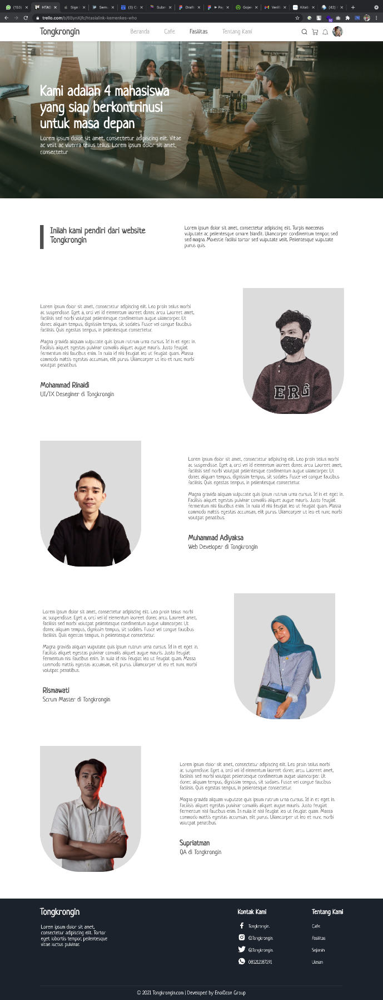 (153)
HTAS
Sign
Semu
(3) C
Subm
Draft
Pag
Gojek
Verifi
Kitab
(42)
trello.com/b/6BynXjfc/htasialink-kemenkes-who
Tongkrongin
Beranda
Cafe
Fasilitas
Tentang Kami
Kami adalah 4 mahasiswa
yang siap berkontrinusi
untuk masa depan
Lorem ipsum dolor sit amet, consectetur adipiscing elit. Vitae
ac velit ac viverra tellus tellus. Lorem ipsum dolor sit amet,
consectetur
Inilah kami pendiri dari website
Tongkrongin
Lorem ipsum dolor sit amet, consectetur adipiscing elit. Turpis maecenas
vulputate ac pellentesque ornare blandit. Ullamcorper condimentum tempor, sed
sed magna. Molestie facilisi tortor sed vulputate velit. Pellentesque vulputate
purus quis.
Lorem ipsum dolor sit amet, consectetur adipiscing elit. Leo proin tellus morbi
ac suspendisse. Eget a, orci vel id elementum laoreet donec arcu. Laoreet amet,
facilisis sed morbi volutpat pellentesque condimentum augue ullamcorper. Ut
donec aliquam tempus, dignissim tempus, sit sodales. Fusce vel congue faucibus
facilisis. Quis egestas tempus, in pellentesque consectetur.
Magna gravida aliquam vulputate quis ipsum rutrum urna cursus. Id in et eget in.
Facilisis aliquet egestas pulvinar convallis aliquet augue mauris. Justo feugiat
fermentum nisi faucibus enim. In nulla id nisi feugiat leo ut feugiat quam. Massa
commodo mattis egestas accumsan, elit purus. Ullamcorper ut leo et nunc morbi
volutpat penatibus.
Mohammad Rinaldi
UI/IX Deseginer di Tongkrongin
ERG
Lorem ipsum dolor sit amet, consectetur adipiscing elit. Leo proin tellus morbi
ac suspendisse. Eget a, orci vel id elementum laoreet donec arcu. Laoreet amet,
facilisis sed morbi volutpat pellentesque condimentum augue ullamcorper. Ut
donec aliquam tempus, dignissim tempus, sit sodales. Fusce vel congue faucibus
facilisis. Quis egestas tempus, in pellentesque consectetur.
Magna gravida aliquam vulputate quis ipsum rutrum urna cursus. Id in et eget in.
Facilisis aliquet egestas pulvinar convallis aliquet augue mauris. Justo feugiat
fermentum nisi faucibus enim. In nulla id nisi feugiat leo ut feugiat quam. Massa
commodo mattis egestas accumsan, elit purus. Ullamcorper ut leo et nunc morbi
volutpat penatibus.
Muhammad Adiyaksa
Web Developer di Tongkrongin
Lorem ipsum dolor sit amet, consectetur adipiscing elit. Leo proin tellus morbi
ac suspendisse. Eget a, orci vel id elementum laoreet donec arcu. Laoreet amet,
facilisis sed morbi volutpat pellentesque condimentum augue ullamcorper. Ut
donec aliquam tempus, dignissim tempus, sit sodales. Fusce vel congue faucibus
facilisis. Quis egestas tempus, in pellentesque consectetur.
Magna gravida aliquam vulputate quis ipsum rutrum urna cursus. Id in et eget in.
Facilisis aliquet egestas pulvinar convallis aliquet augue mauris. Justo feugiat
fermentum nisi faucibus enim. In nulla id nisi feugiat leo ut feugiat quam. Massa
commodo mattis egestas accumsan, elit purus. Ullamcorper ut leo et nunc morbi
volutpat penatibus.
Rismawati
Scrum Master di Tongkrongin
Lorem ipsum dolor sit amet, consectetur adipiscing elit. Leo proin tellus morbi
ac suspendisse. Eget a, orci vel id elementum laoreet donec arcu. Laoreet amet,
facilisis sed morbi volutpat pellentesque condimentum augue ullamcorper. Ut
donec aliquam tempus, dignissim tempus, sit sodales. Fusce vel congue faucibus
facilisis. Quis egestas tempus, in pellentesque consectetur.
Magna gravida aliquam vulputate quis ipsum rutrum urna cursus. Id in et eget in.
Facilisis aliquet egestas pulvinar convallis aliquet augue mauris. Justo feugiat
fermentum nisi faucibus enim. In nulla id nisi feugiat leo ut feugiat quam. Massa
commodo mattis egestas accumsan, elit purus. Ullamcorper ut leo et nunc morbi
volutpat penatibus.
Supriatman
QA di Tongkrongin
Tongkrongin
Lorem ipsum dolor sit amet,
consectetur adipiscing elit. Tortor
eget lobortis tempor, pellentesque
vitae luctus pulvinar.
Kontak Kami
Tongkrongin.
@Tongkrongin.
@Tongkrongin.
081212187291
Tentang Kami
Cafe
Fasilitas
Sejarah
Ulasan
© 2021 Tongkrongin.com | Developed by EnolOcon Group